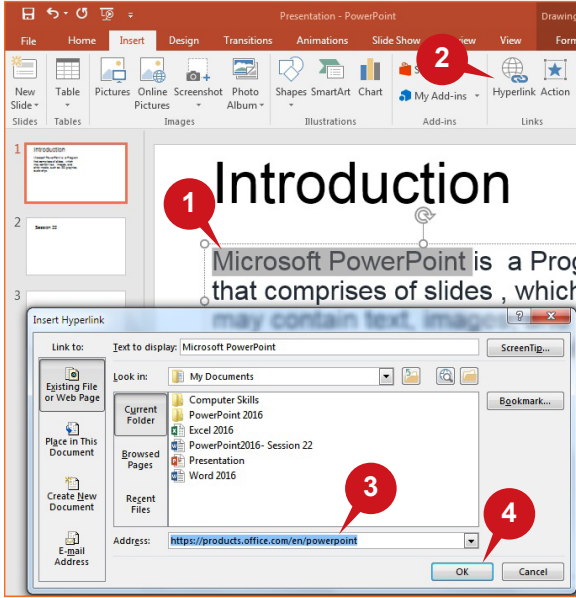 Presentation - PowerPoint
Drawing
File Home Insert Design Transitions Animations Slide Show View Form
2
New Slide
Table
Pictures
Online Pictures
Screenshot
Photo Album
Shapes
SmartArt
Chart
My Add-ins
Hyperlink
Action
Slides Tables Images Illustrations Add-ins Links
1
Introduction
2
Session 22
3
Introduction
1
Microsoft PowerPoint is a Prog
that comprises of slides , which
may contain text, images,
Insert Hyperlink
Link to:
Text to display: Microsoft PowerPoint
ScreenTip...
Existing File or Web Page
Look in: My Documents
Bookmark...
Place in This Document
Create New Document
E-mail Address
Current Folder
Browsed Pages
Recent Files
Computer Skills
PowerPoint 2016
Excel 2016
PowerPoint2016- Session 22
Presentation
Word 2016
3
4
Address: https://products.office.com/en/powerpoint
OK
Cancel